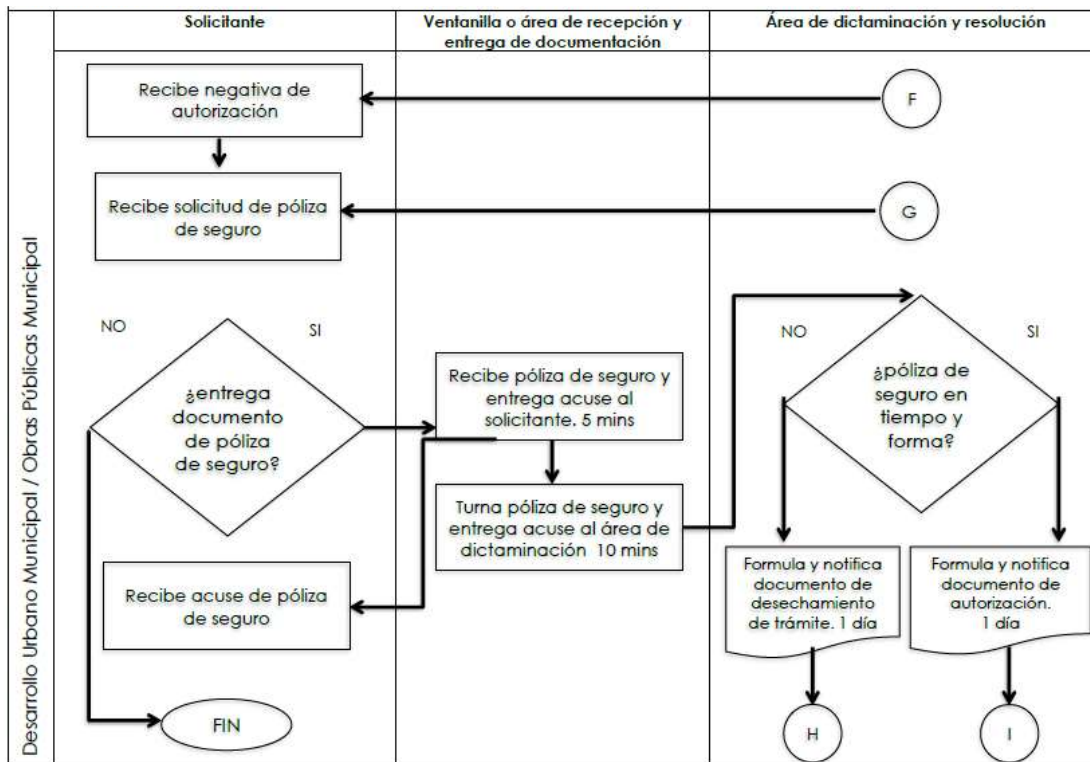 Desarrollo Urbano Municipal / Obras Públicas Municipal
Solicitante
Ventanilla o área de recepción y
entrega de documentación
Área de dictaminación y resolución
Recibe negativa de
autorización
F
Recibe solicitud de póliza
de seguro
G
NO
SI
¿entrega
documento
de póliza
de seguro?
Recibe póliza de seguro y
entrega acuse al
solicitante. 5 mins
NO
SI
¿póliza de
seguro en
tiempo y
forma?
Turna póliza de seguro y
entrega acuse al área de
dictaminación 10 mins
Recibe acuse de póliza
de seguro
Formula y notifica
documento de
desechamiento
de trámite. 1 día
Formula y notifica
documento de
autorización.
1 día
FIN
H
I